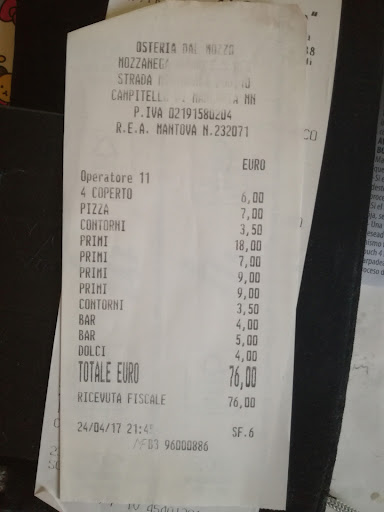 OSTERIA DAL MOZZO
STRADA
CAMPITELLO MN
P.IVA 02191580204
R.E.A. MANTOVA N.232071
EURO
Operatore 11
4 COPERTO 6,00
PIZZA 7,00
CONTORNI 3,50
PRIMI 18,00
PRIMI 7,00
PRIMI 9,00
PRIMI 9,00
CONTORNI 3,50
BAR 4,00
BAR 5,00
DOLCI 4,00
TOTALE EURO 76,00
RICEVUTA FISCALE 76,00
24/04/17 SF.6
96000886